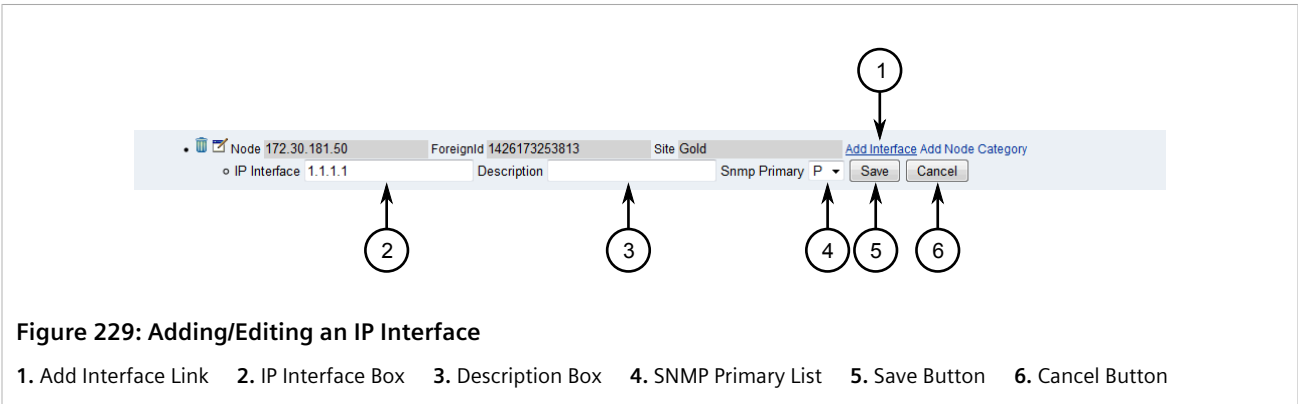 1
Node 172.30.181.50 ForeignId 1426173253813 Site Gold Add Interface Add Node Category
IP Interface 1.1.1.1 Description Snmp Primary P Save Cancel
2 3 4 5 6
Figure 229: Adding/Editing an IP Interface
1. Add Interface Link 2. IP Interface Box 3. Description Box 4. SNMP Primary List 5. Save Button 6. Cancel Button